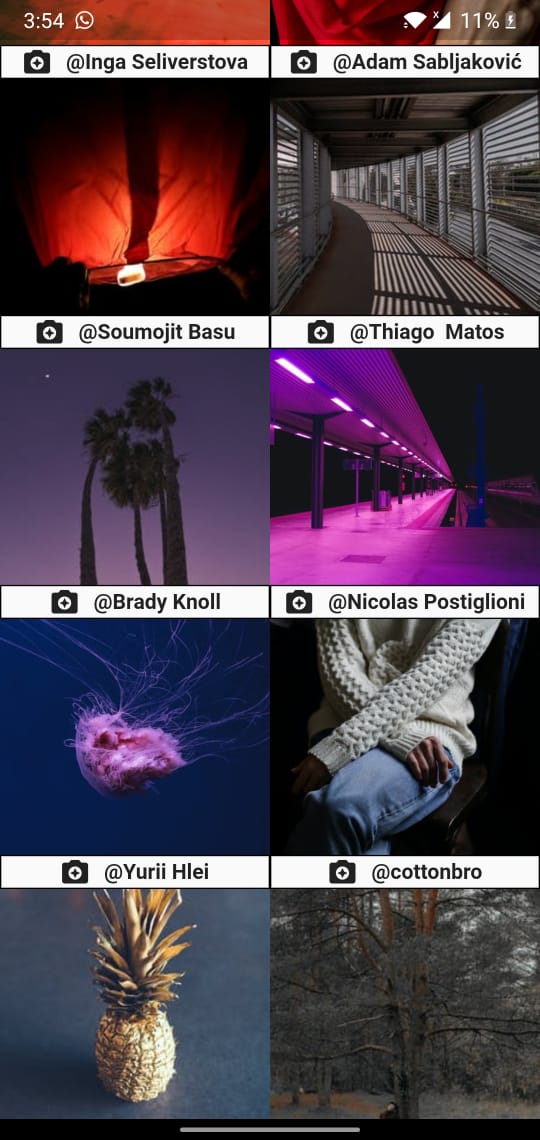 3:54
11%
@Inga Seliverstova
@Adam Sabljaković
@Soumojit Basu
@Thiago  Matos
@Brady Knoll
@Nicolas Postiglioni
@Yurii Hlei
@cottonbro